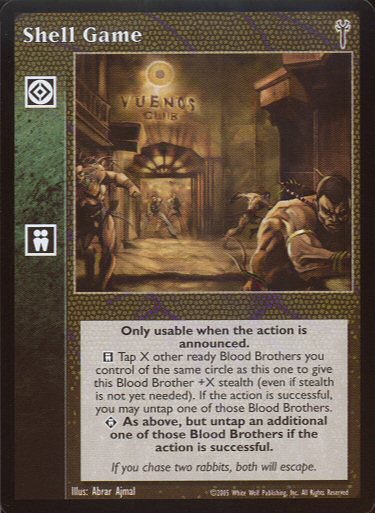 Shell Game
VUENOS
CLUB
Only usable when the action is
announced.
Tap X other ready Blood Brothers you
control of the same circle as this one to give
this Blood Brother +X stealth (even if stealth
is not yet needed). If the action is successful,
you may untap one of those Blood Brothers.
As above, but untap an additional
one of those Blood Brothers if the
action is successful.
If you chase two rabbits, both will escape.
Illus: Abrar Ajmal
©2005 White Wolf Publishing, Inc. All Rights Reserved